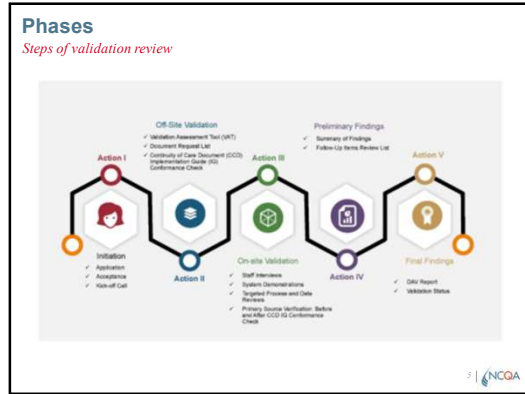 Phases
Steps of validation review
Off-Site Validation
✓ Validation Assessment Tool (VAT)
✓ Document Request List
✓ Continuity of Care Document (CCD)
Implementation Guide (IG)
Conformance Check
Preliminary Findings
✓ Summary of Findings
✓ Follow-Up Items Review List
Action I
Action III
Action V
Initiation
✓ Application
✓ Acceptance
✓ Kick-off Call
Action II
On-site Validation
✓ Staff Interviews
✓ System Demonstrations
✓ Targeted Process and Data
Reviews
✓ Primary Source Verification: Before
and After CCD IG Conformance
Check
Action IV
Final Findings
✓ DAV Report
✓ Validation Status
5 | NCQA